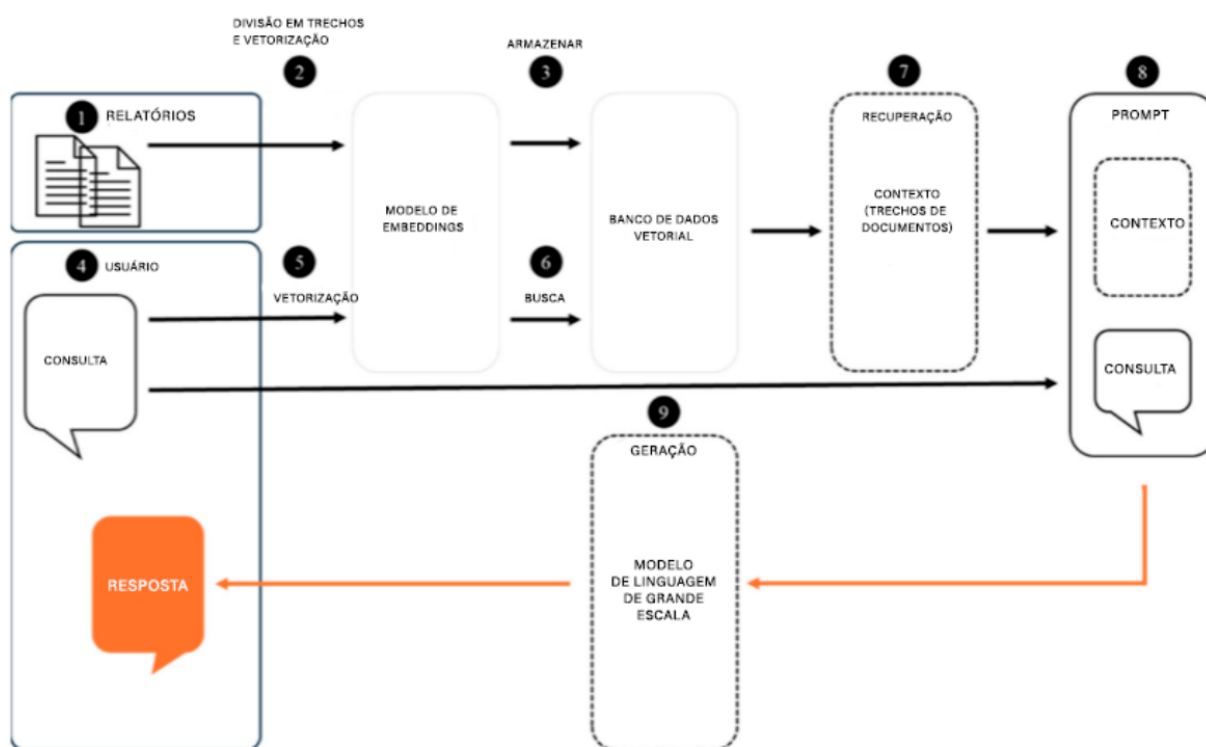 DIVISÃO EM TRECHOS
E VETORIZAÇÃO
2
ARMAZENAR
3
7
8
1
RELATÓRIOS
RECUPERAÇÃO
PROMPT
MODELO DE
EMBEDDINGS
BANCO DE DADOS
VETORIAL
CONTEXTO
(TRECHOS DE
DOCUMENTOS)
CONTEXTO
4
USUÁRIO
5
VETORIZAÇÃO
6
BUSCA
CONSULTA
CONSULTA
9
GERAÇÃO
MODELO
DE LINGUAGEM
DE GRANDE
ESCALA
RESPOSTA